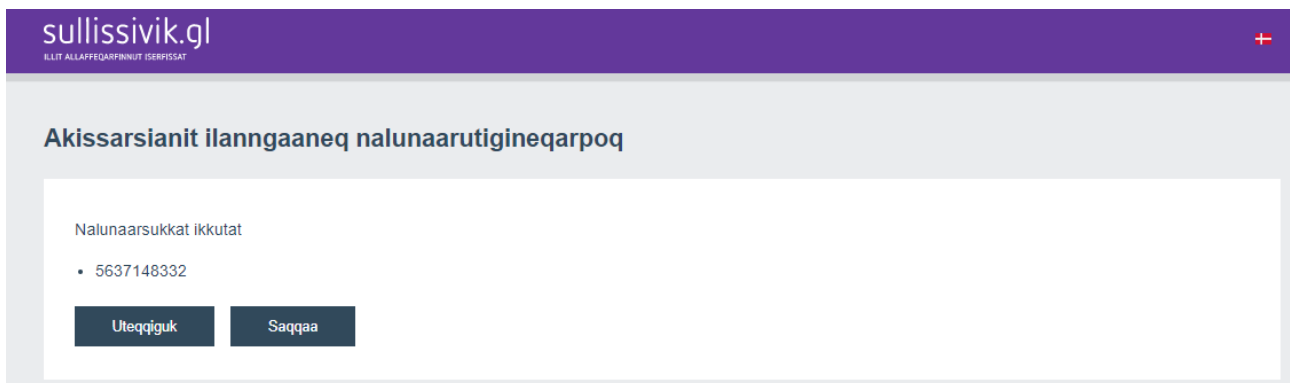 sullissivik.gl
ILLIT ALLAFFEQARFINNUT ISERFISSAT
Akissarsianit ilanngaaneq nalunaarutigineqarpoq
Nalunaarsukkat ikkutat
• 5637148332
Uteqqiguk Saqqaa